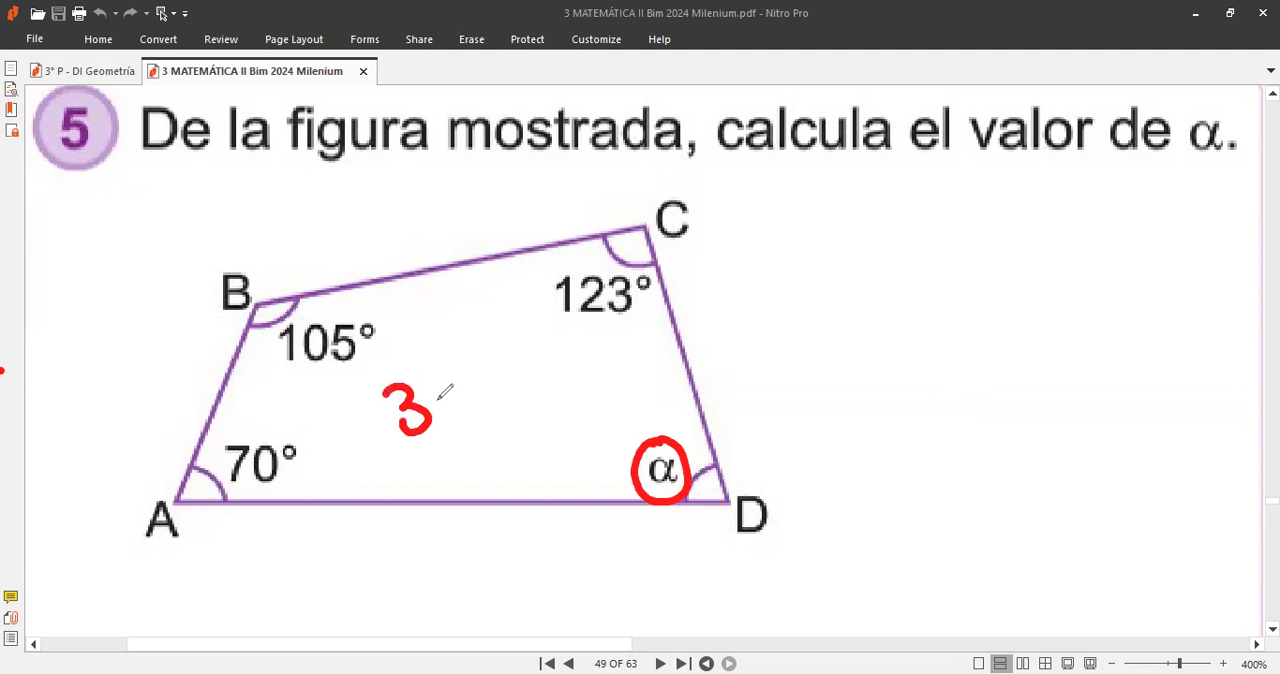 3 MATEMÁTICA II Bim 2024 Milenium.pdf - Nitro Pro
File Home Convert Review Page Layout Forms Share Erase Protect Customize Help
3° P - DI Geometría 3 MATEMÁTICA II Bim 2024 Milenium
5 De la figura mostrada, calcula el valor de α.
C
B
123°
105°
3
70°
α
A
D
49 OF 63
400%